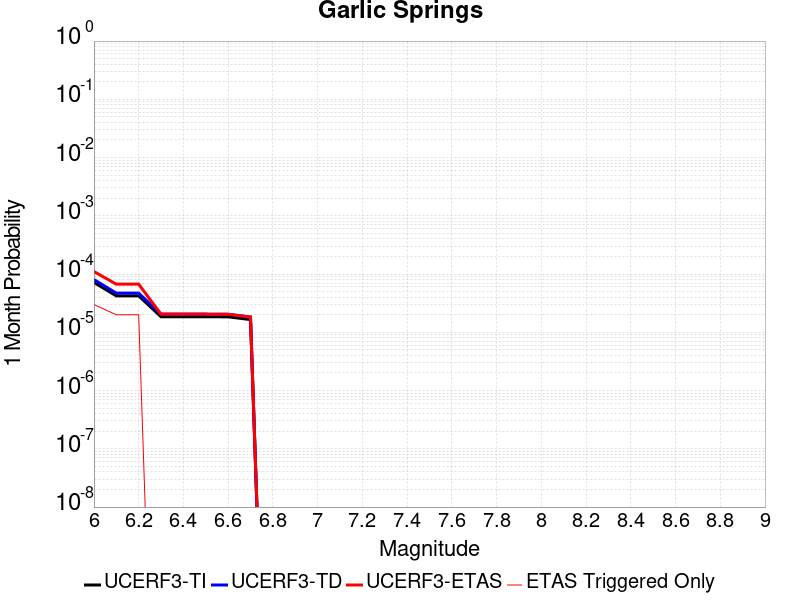 Garlic Springs
1 Month Probability
10^0
10^-1
10^-2
10^-3
10^-4
10^-5
10^-6
10^-7
10^-8
6 6.2 6.4 6.6 6.8 7 7.2 7.4 7.6 7.8 8 8.2 8.4 8.6 8.8 9
Magnitude
UCERF3-TI UCERF3-TD UCERF3-ETAS ETAS Triggered Only